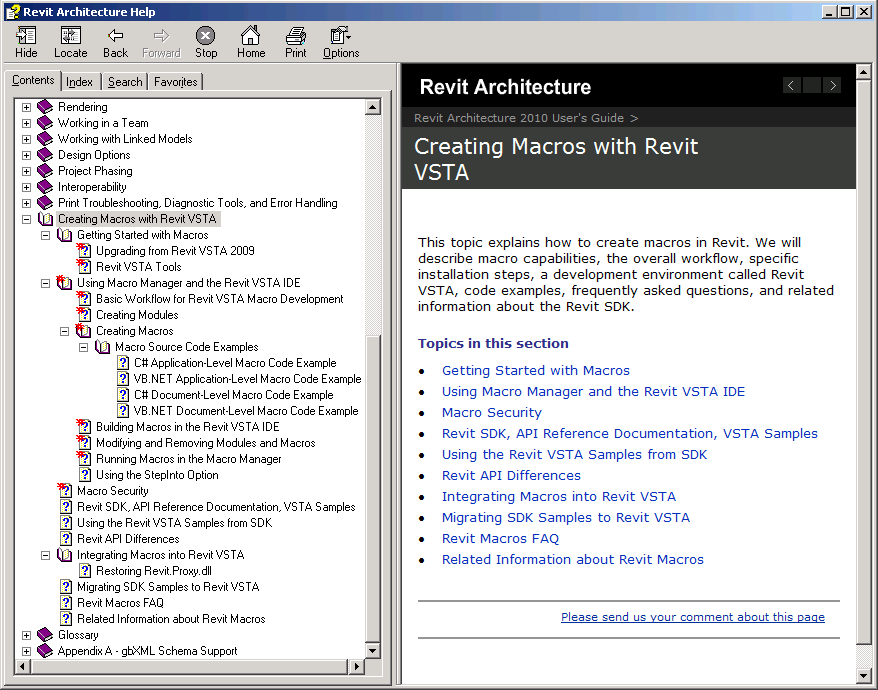 Revit Architecture Help
Hide Locate Back Forward Stop Home Print Options
Contents Index Search Favorites
Rendering
Working in a Team
Working with Linked Models
Design Options
Project Phasing
Interoperability
Print Troubleshooting, Diagnostic Tools, and Error Handling
Creating Macros with Revit VSTA
Getting Started with Macros
Upgrading from Revit VSTA 2009
Revit VSTA Tools
Using Macro Manager and the Revit VSTA IDE
Basic Workflow for Revit VSTA Macro Development
Creating Modules
Creating Macros
Macro Source Code Examples
C# Application-Level Macro Code Example
VB.NET Application-Level Macro Code Example
C# Document-Level Macro Code Example
VB.NET Document-Level Macro Code Example
Building Macros in the Revit VSTA IDE
Modifying and Removing Modules and Macros
Running Macros in the Macro Manager
Using the StepInto Option
Macro Security
Revit SDK, API Reference Documentation, VSTA Samples
Using the Revit VSTA Samples from SDK
Revit API Differences
Integrating Macros into Revit VSTA
Restoring Revit.Proxy.dll
Migrating SDK Samples to Revit VSTA
Revit Macros FAQ
Related Information about Revit Macros
Glossary
Appendix A - gbXML Schema Support
Revit Architecture
Revit Architecture 2010 User's Guide >
Creating Macros with Revit
VSTA
This topic explains how to create macros in Revit. We will
describe macro capabilities, the overall workflow, specific
installation steps, a development environment called Revit
VSTA, code examples, frequently asked questions, and related
information about the Revit SDK.
Topics in this section
• Getting Started with Macros
• Using Macro Manager and the Revit VSTA IDE
• Macro Security
• Revit SDK, API Reference Documentation, VSTA Samples
• Using the Revit VSTA Samples from SDK
• Revit API Differences
• Integrating Macros into Revit VSTA
• Migrating SDK Samples to Revit VSTA
• Revit Macros FAQ
• Related Information about Revit Macros
Please send us your comment about this page